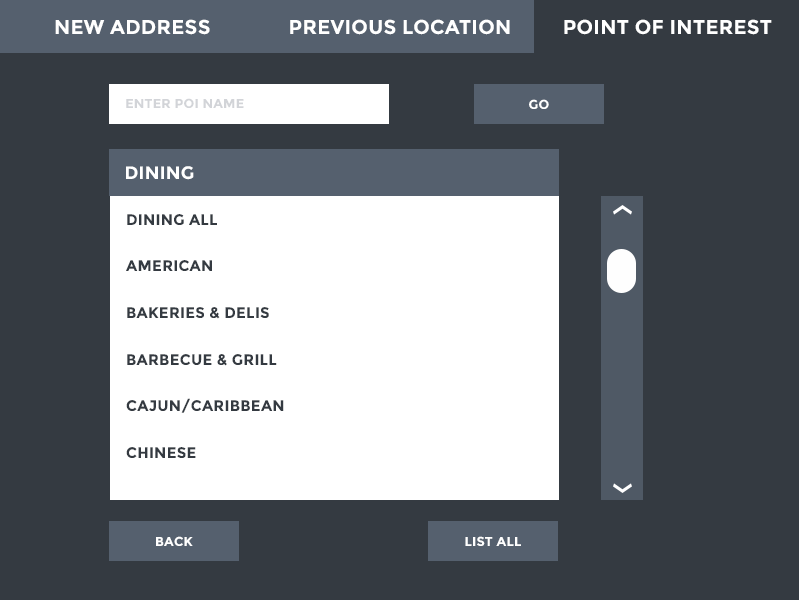 NEW ADDRESS
PREVIOUS LOCATION
POINT OF INTEREST
ENTER POI NAME
GO
DINING
DINING ALL
AMERICAN
BAKERIES & DELIS
BARBECUE & GRILL
CAJUN/CARIBBEAN
CHINESE
BACK
LIST ALL